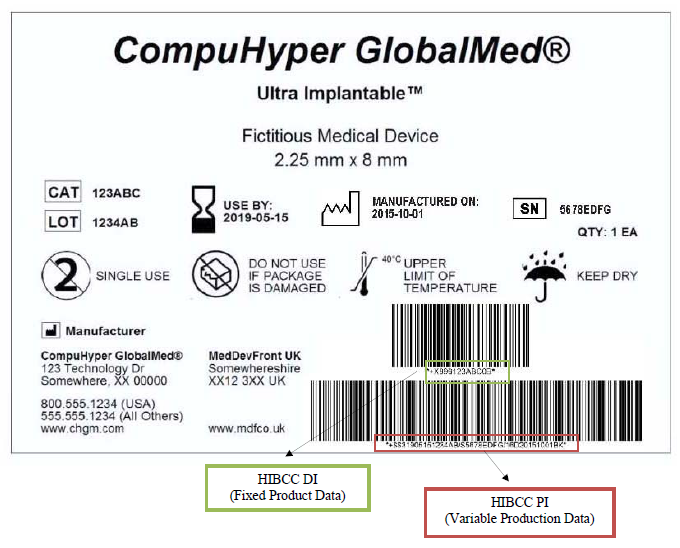 CompuHyper GlobalMed®
Ultra Implantable™
Fictitious Medical Device
2.25 mm x 8 mm
CAT 123ABC
LOT 1234AB
USE BY:
2019-05-15
MANUFACTURED ON:
2015-10-01
SN 5678EDFG
QTY: 1 EA
2 SINGLE USE
DO NOT USE
IF PACKAGE
IS DAMAGED
40°C UPPER
LIMIT OF
TEMPERATURE
KEEP DRY
Manufacturer
CompuHyper GlobalMed®
123 Technology Dr
Somewhere, XX 00000
800.555.1234 (USA)
555.555.1234 (All Others)
www.chgm.com
MedDevFront UK
Somewhereshire
XX12 3XX UK
www.mdfco.uk
*+X999123ABC0B*
HIBCC DI
(Fixed Product Data)
HIBCC PI
(Variable Production Data)